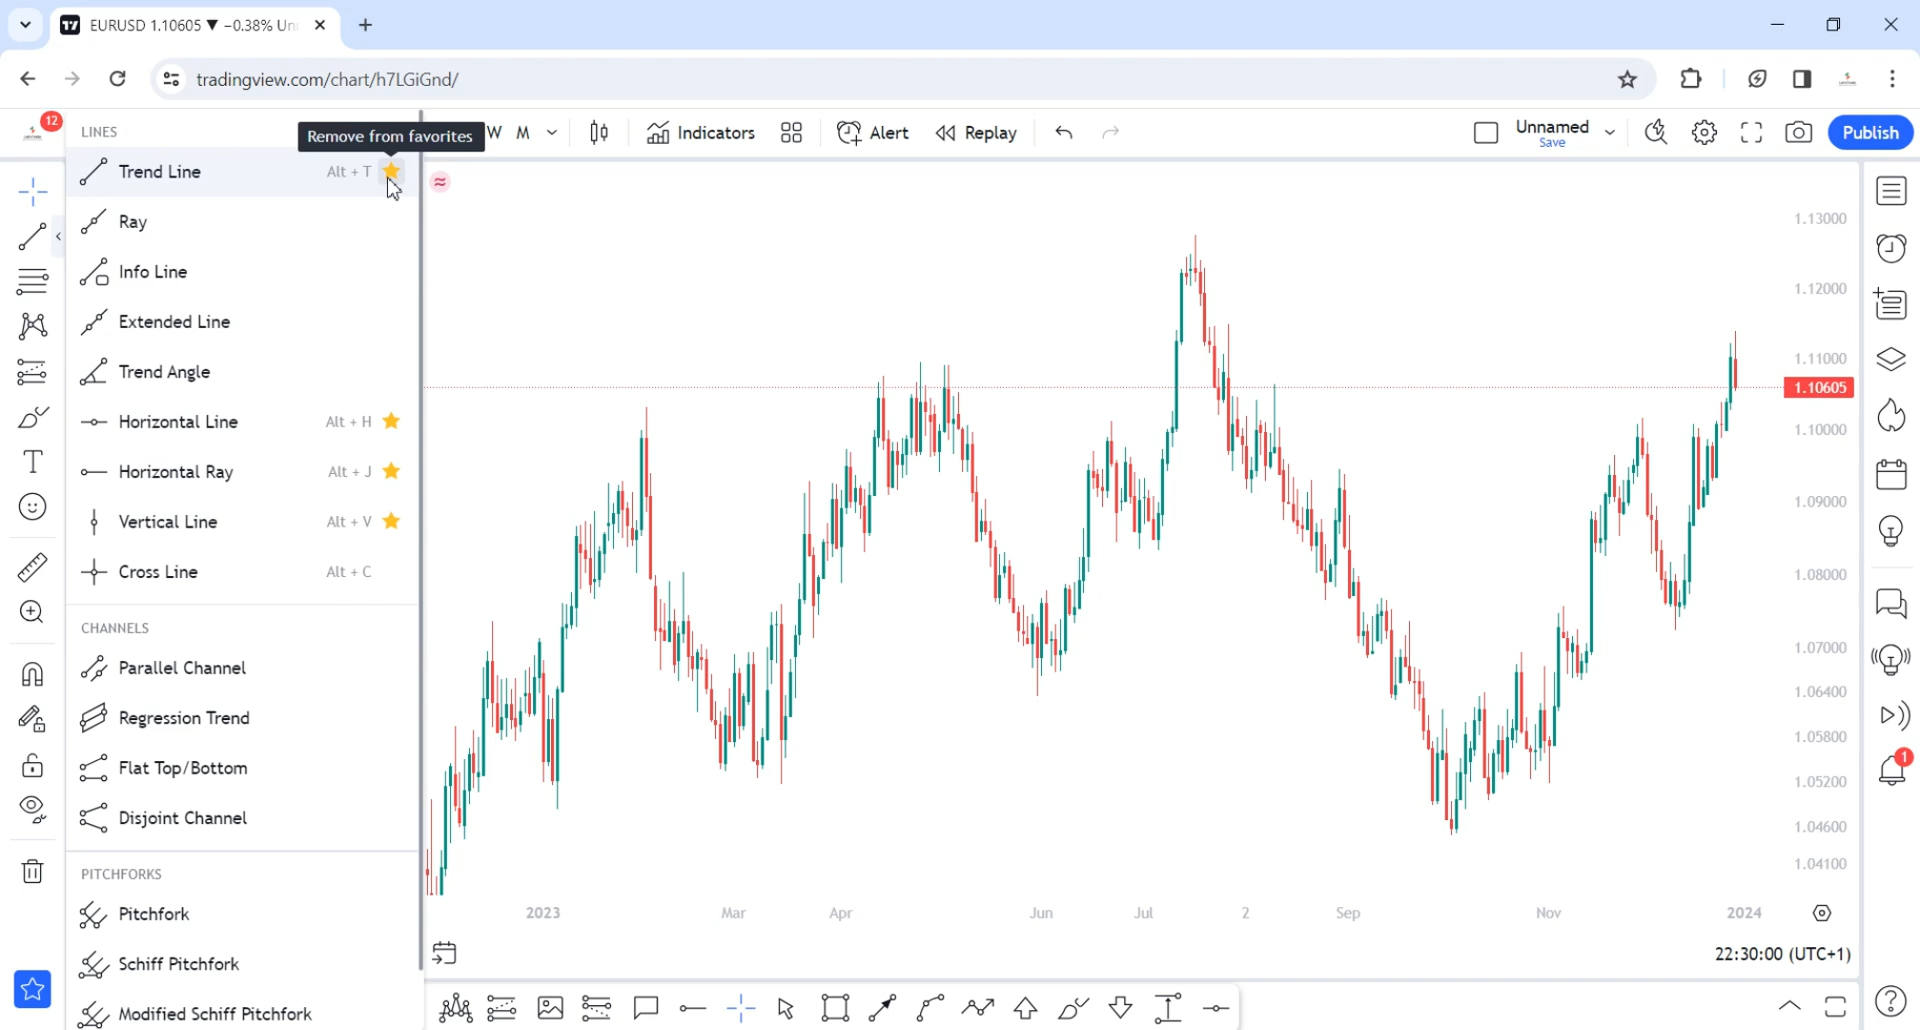 EURUSD 1.10605 ▼ −0.38% Un
tradingview.com/chart/h7LGiGnd/
12
LINES
Remove from favorites
W M
Indicators
Alert
Replay
Unnamed
Save
Publish
Trend Line Alt + T
Ray
Info Line
Extended Line
Trend Angle
Horizontal Line Alt + H
Horizontal Ray Alt + J
Vertical Line Alt + V
Cross Line Alt + C
CHANNELS
Parallel Channel
Regression Trend
Flat Top/Bottom
Disjoint Channel
PITCHFORKS
Pitchfork
Schiff Pitchfork
Modified Schiff Pitchfork
1.13000
1.12000
1.11000
1.10605
1.10000
1.09000
1.08000
1.07000
1.06400
1.05800
1.05200
1.04600
1.04100
2023 Mar Apr Jun Jul 2 Sep Nov 2024
22:30:00 (UTC+1)
1